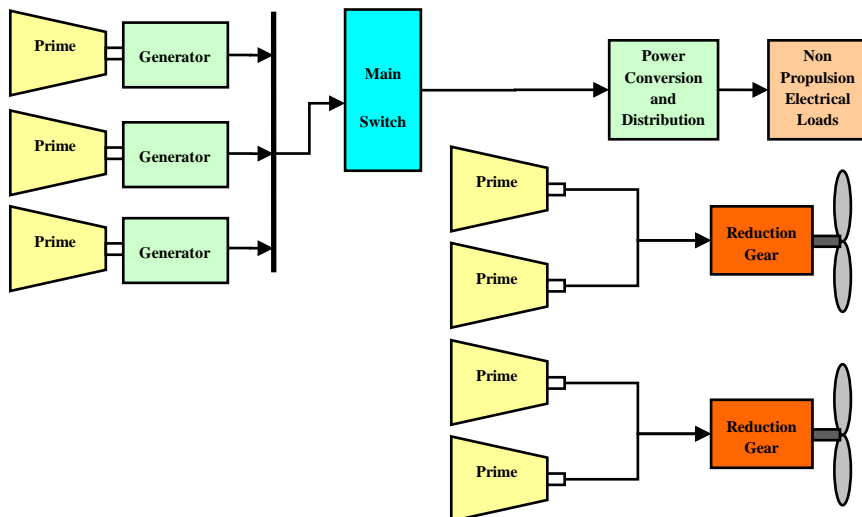 Prime
Generator
Prime
Generator
Prime
Generator
Main
Switch
Power
Conversion
and
Distribution
Non
Propulsion
Electrical
Loads
Prime
Prime
Reduction
Gear
Prime
Prime
Reduction
Gear